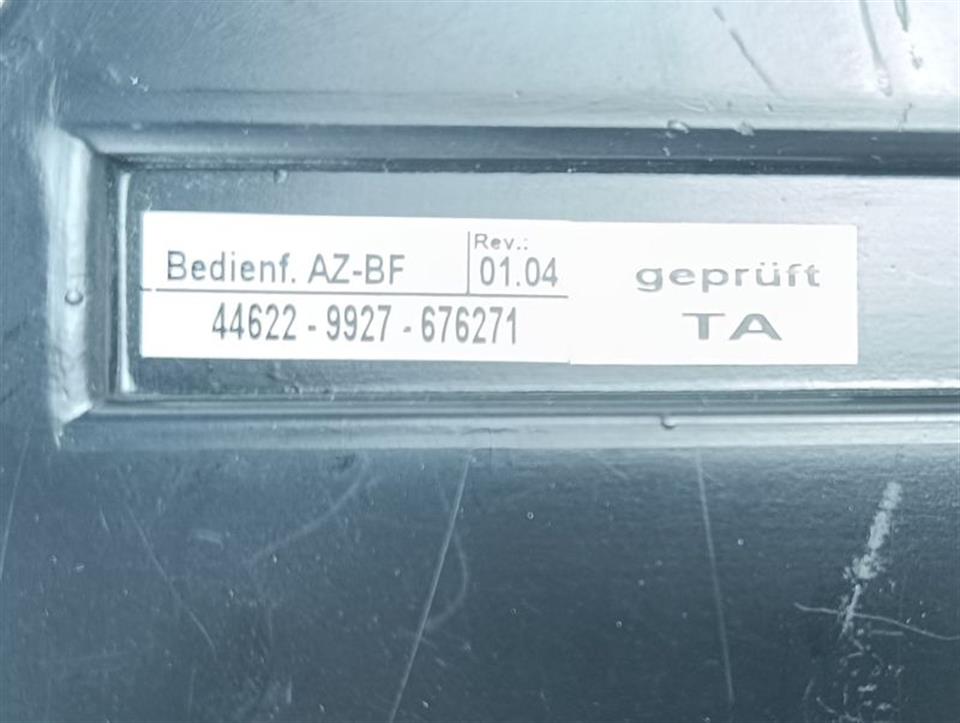 Bedienf. AZ-BF
Rev.:
01.04
44622 - 9927 - 676271
geprüft
TA